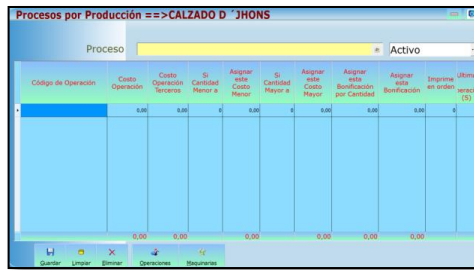 Procesos por Producción ==>CALZADO D ´JHONS
Proceso
Activo
Código de Operación
Costo Operación
Costo Operación Terceros
Si Cantidad Menor a
Asignar este Costo Menor
Si Cantidad Mayor a
Asignar este Costo Mayor
Asignar esta Bonificación por Cantidad
Asignar esta Bonificación
Imprime en orden
(S)
0,00 0,00 0 0,00 0 0,00 0,00 0,00 0
0,00 0,00 0,00 0,00 0,00 0,00
Guardar Limpiar Eliminar Operaciones Maquinarias